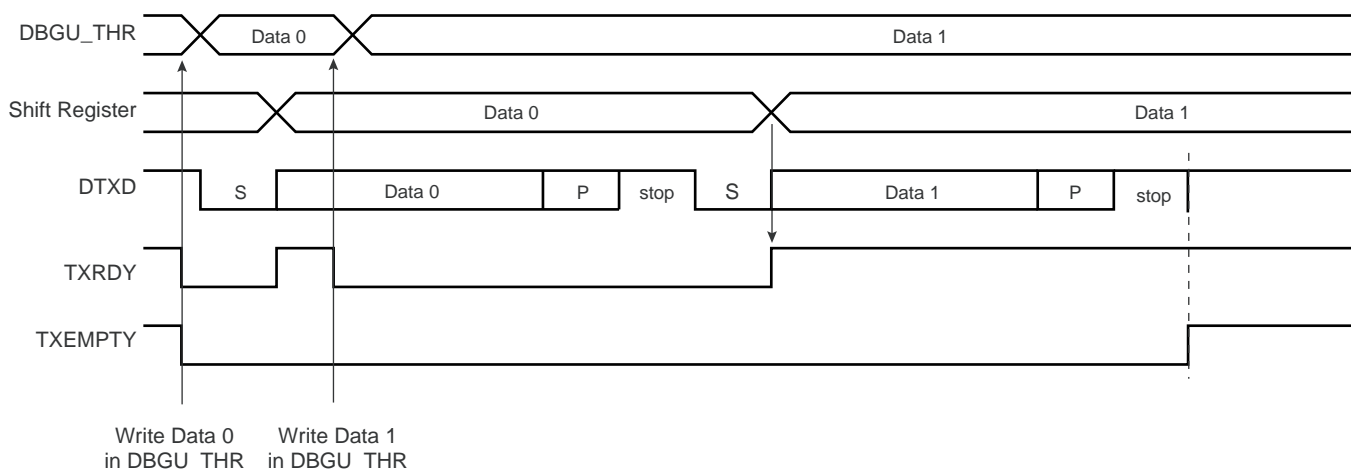 DBGU_THR
Data 0
Data 1
Shift Register
Data 0
Data 1
DTXD
S
Data 0
P
stop
S
Data 1
P
stop
TXRDY
TXEMPTY
Write Data 0
in DBGU_THR
Write Data 1
in DBGU_THR